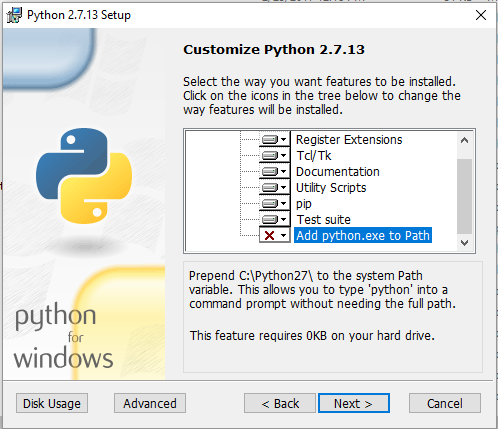 Python 2.7.13 Setup
Customize Python 2.7.13
Select the way you want features to be installed.
Click on the icons in the tree below to change the
way features will be installed.
Register Extensions
Tcl/Tk
Documentation
Utility Scripts
pip
Test suite
Add python.exe to Path
Prepend C:\Python27\ to the system Path
variable. This allows you to type 'python' into a
command prompt without needing the full path.
This feature requires 0KB on your hard drive.
python
for
windows
Disk Usage
Advanced
< Back
Next >
Cancel